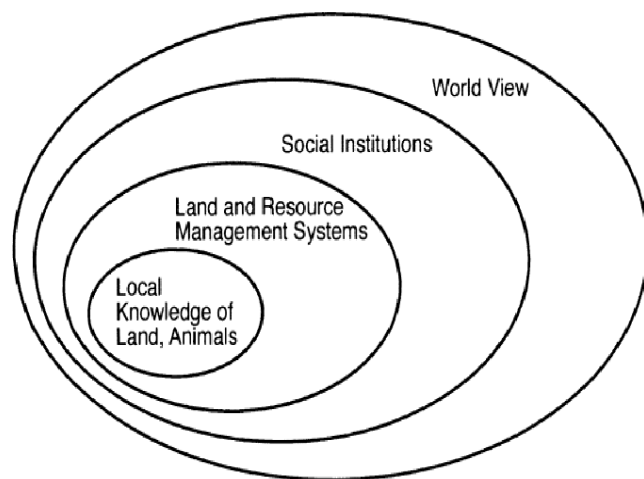 World View
Social Institutions
Land and Resource
Management Systems
Local
Knowledge of
Land, Animals